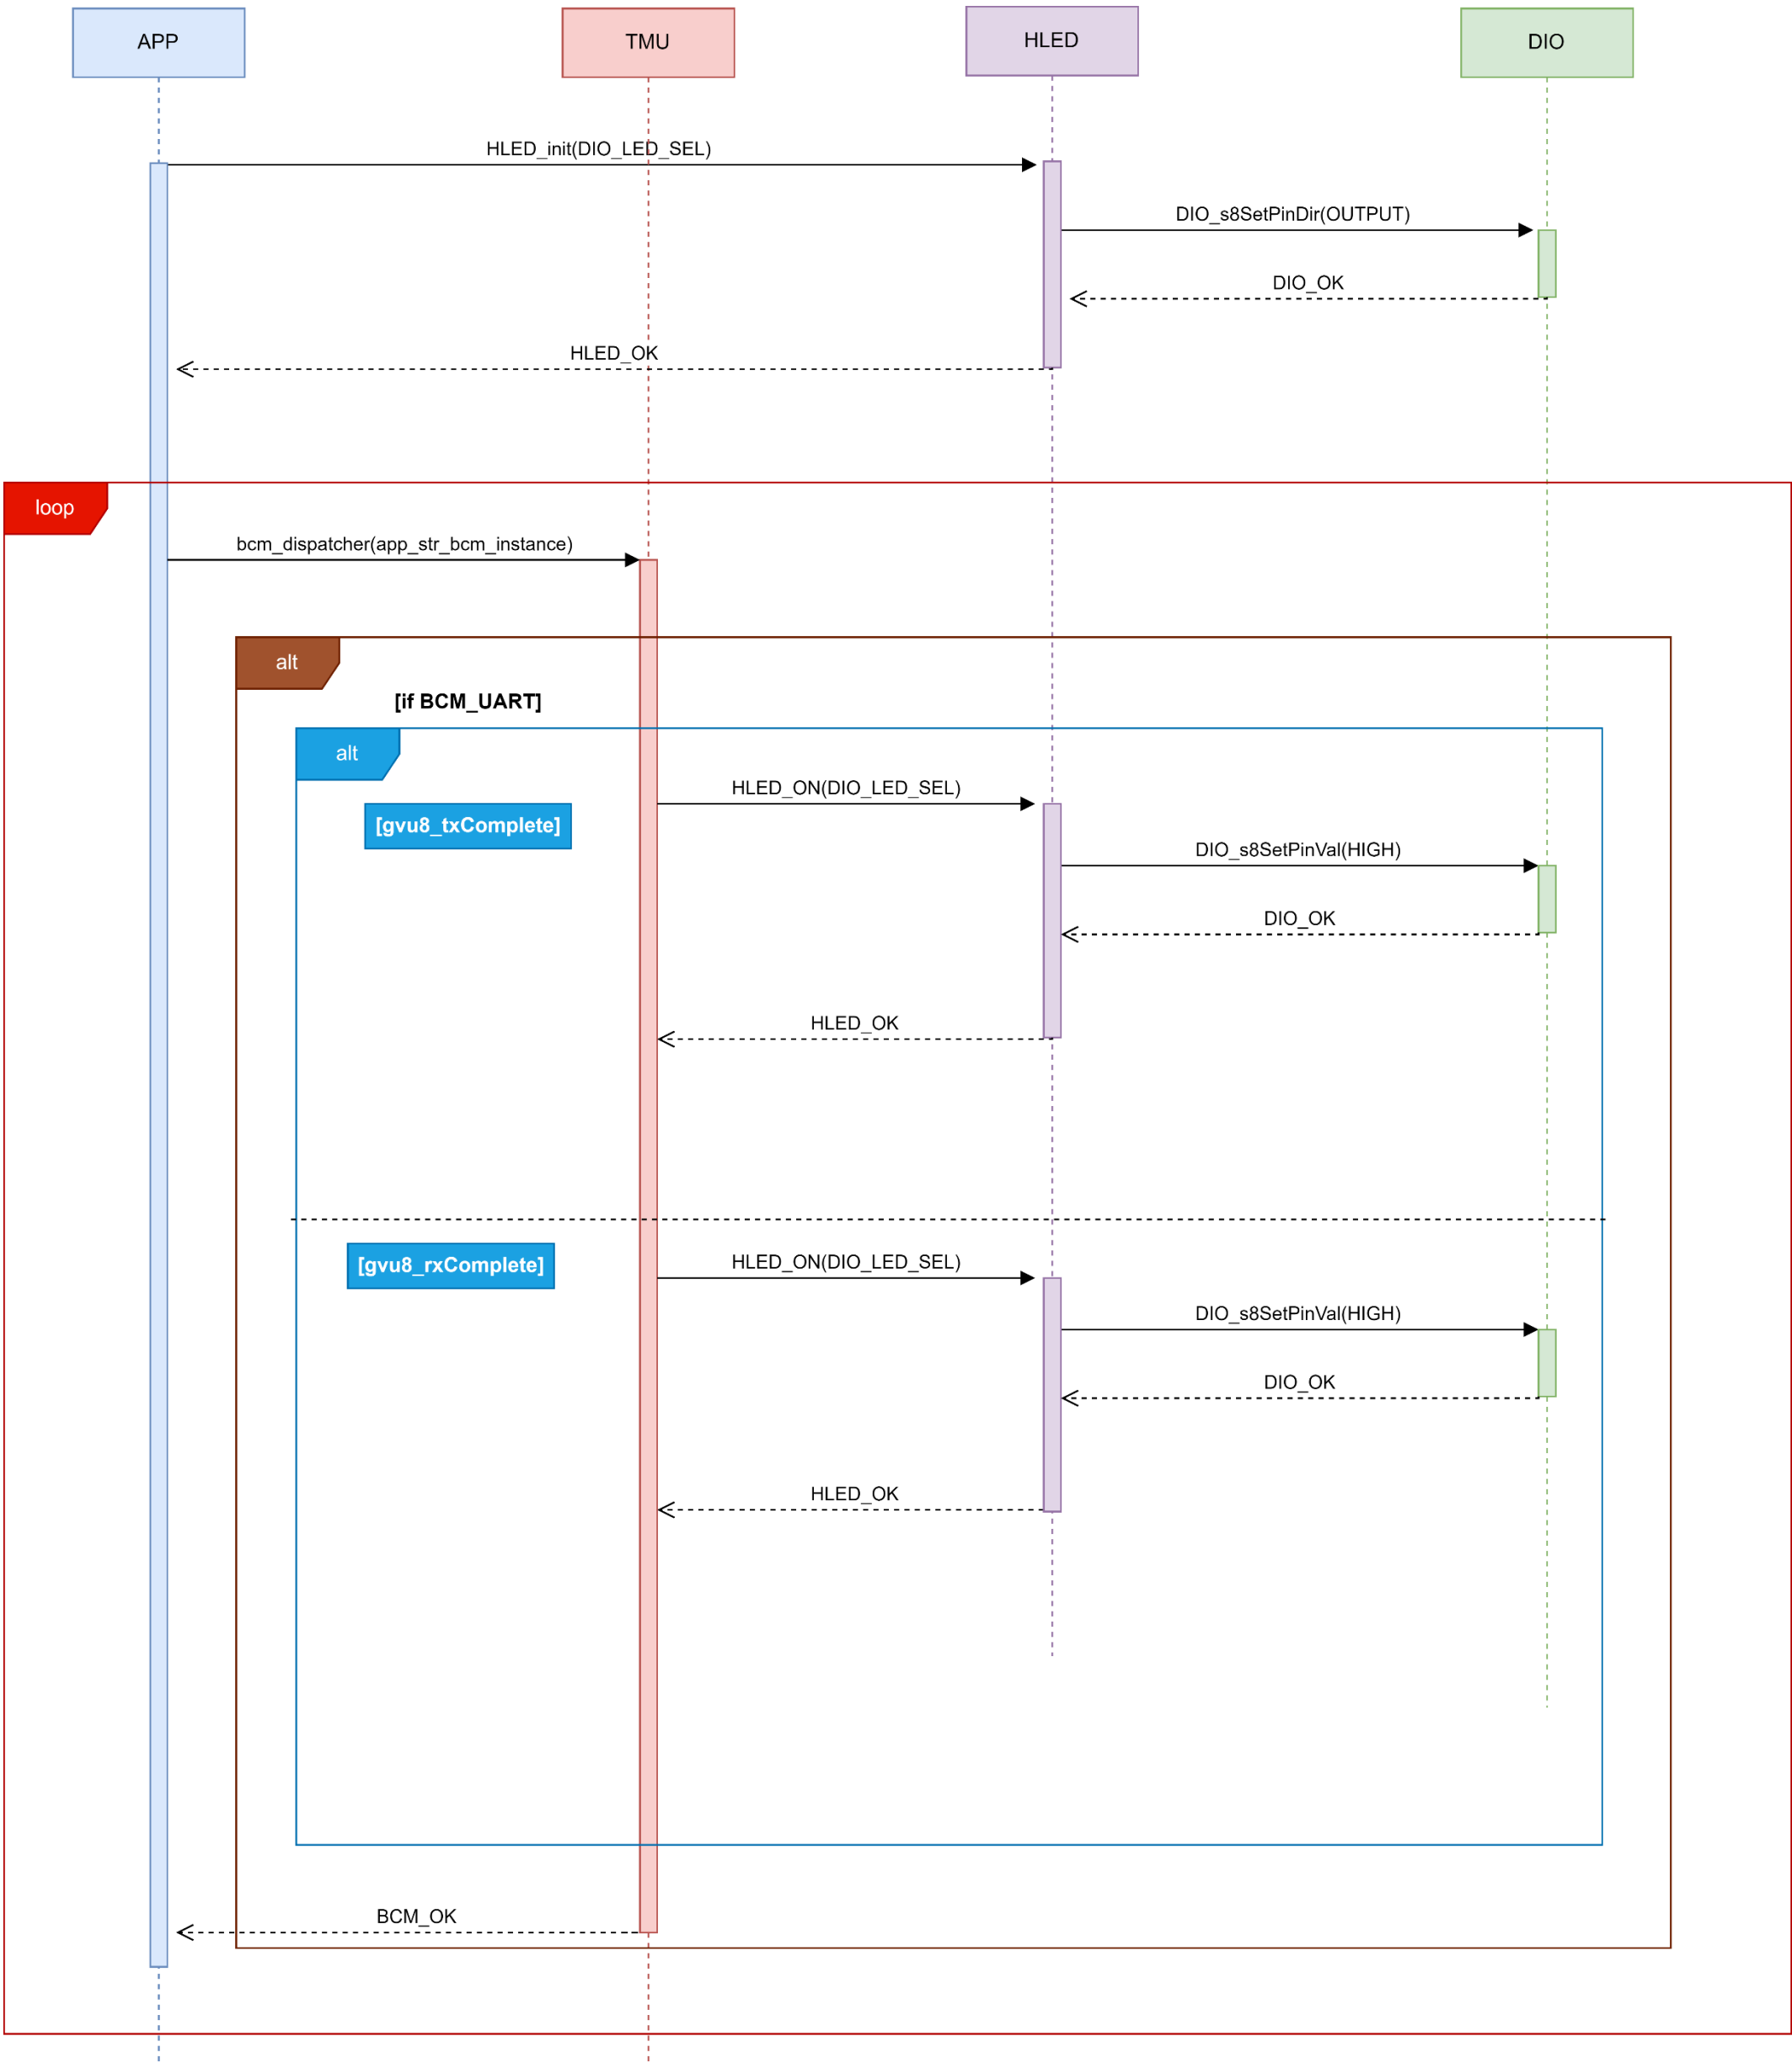 APP
TMU
HLED
DIO
HLED_init(DIO_LED_SEL)
DIO_s8SetPinDir(OUTPUT)
DIO_OK
HLED_OK
loop
bcm_dispatcher(app_str_bcm_instance)
alt
[if BCM_UART]
alt
HLED_ON(DIO_LED_SEL)
[gvu8_txComplete]
DIO_s8SetPinVal(HIGH)
DIO_OK
HLED_OK
[gvu8_rxComplete]
HLED_ON(DIO_LED_SEL)
DIO_s8SetPinVal(HIGH)
DIO_OK
HLED_OK
BCM_OK